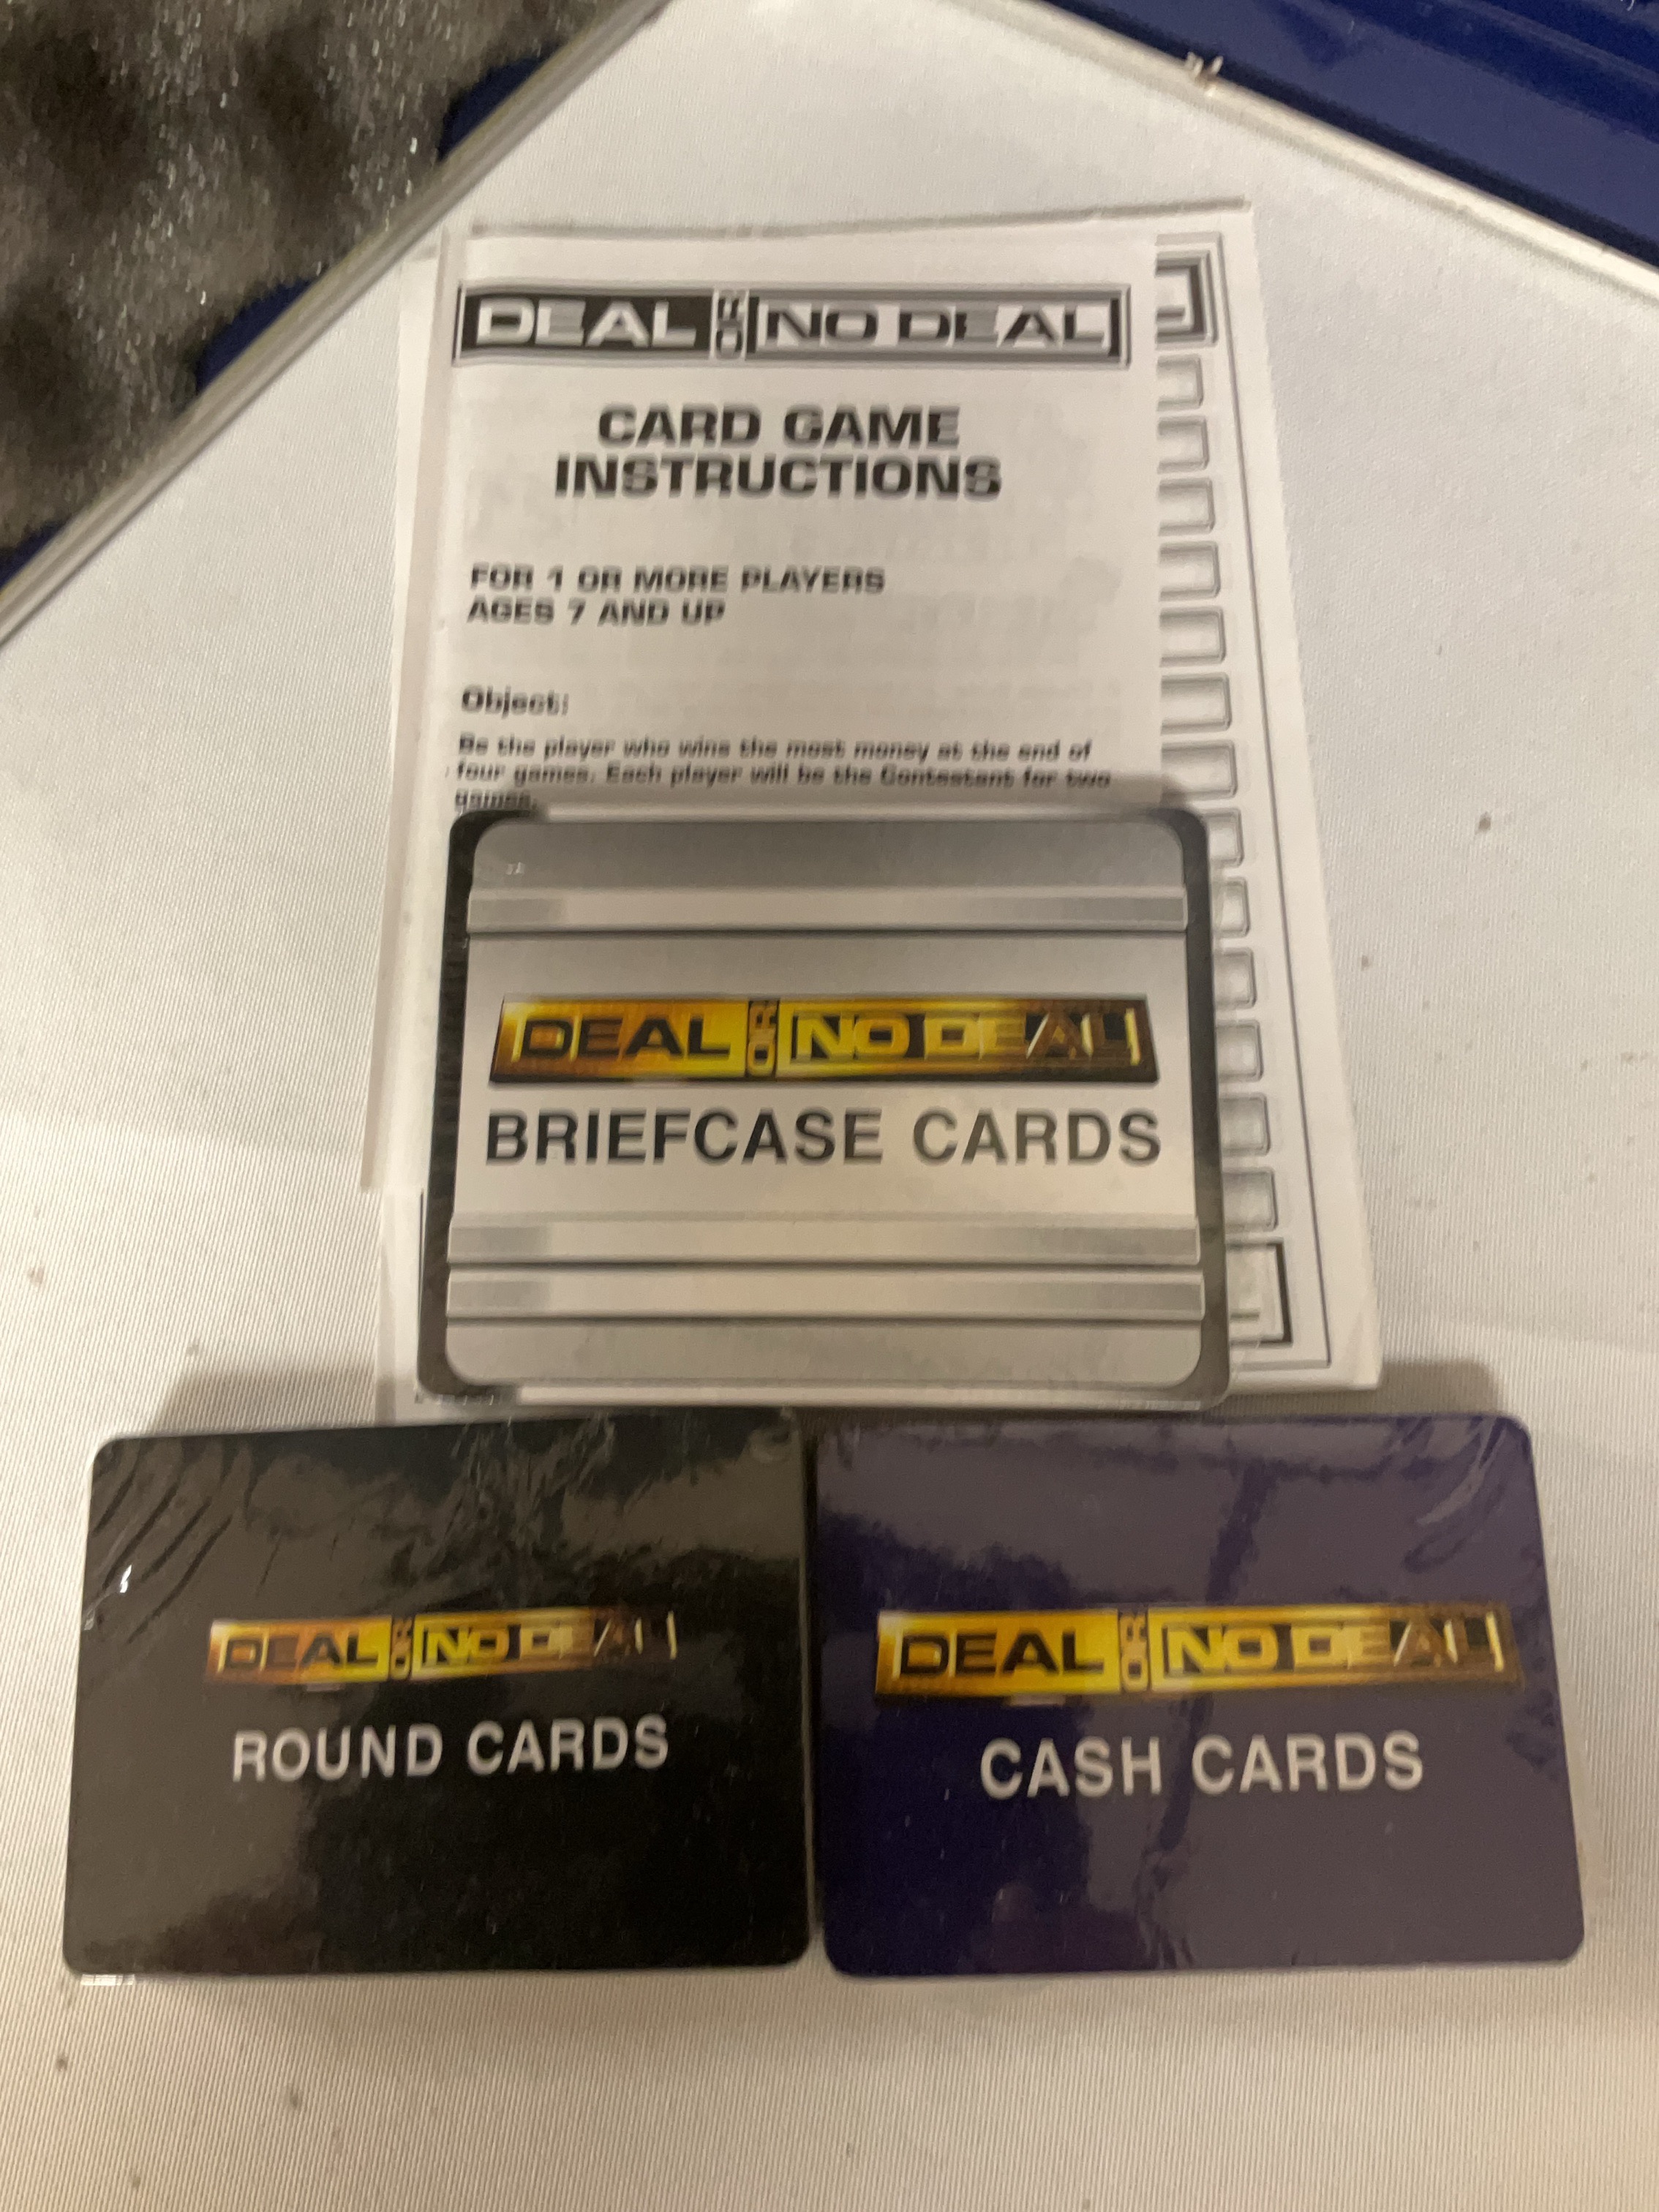 DEAL OR NO DEAL
CARD GAME
INSTRUCTIONS
FOR 1 OR MORE PLAYERS
AGES 7 AND UP
Object:
Be the player who wins the most money at the end of
four games. Each player will be the Contestant for two
games.
DEAL OR NO DEAL
BRIEFCASE CARDS
DEAL OR NO DEAL
ROUND CARDS
DEAL OR NO DEAL
CASH CARDS